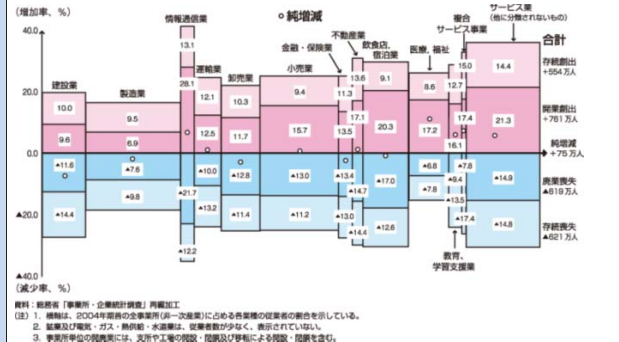 (増加率、%)
40.0
20.0
0.0
▲20.0
▲40.0
(減少率、%)
○ 純増減
建設業
10.0
9.6
▲11.6
▲14.4
製造業
9.5
6.9
▲7.6
▲9.8
情報通信業
13.1
28.1
▲21.7
▲12.2
運輸業
12.1
12.5
▲10.0
▲13.2
卸売業
10.3
11.7
▲12.8
▲11.4
小売業
9.4
15.7
▲13.0
▲11.2
金融・保険業
11.3
13.5
▲13.4
▲13.0
不動産業
13.6
17.1
▲14.7
▲14.4
飲食店、
宿泊業
9.1
20.3
▲17.0
▲12.6
医療、福祉
8.6
17.2
▲6.8
▲7.8
教育、
学習支援業
12.7
16.1
▲9.4
▲13.5
複合
サービス事業
15.0
17.4
▲7.8
▲17.4
サービス業
(他に分類されないもの)
14.4
21.3
▲14.9
▲14.8
合計
存続創出
+554万人
開業創出
+761万人
純増減
+75万人
廃業喪失
▲619万人
存続喪失
▲621万人
資料:総務省「事業所・企業統計調査」再編加工
(注)1. 横軸は、2004年期首の全事業所(非一次産業)に占める各業種の従業者の割合を示している。
2. 鉱業及び電気・ガス・熱供給・水道業は、従業者数が少なく、表示されていない。
3. 事業所単位の開廃業には、支所や工場の開設・閉鎖及び移転による開設・閉鎖を含む。